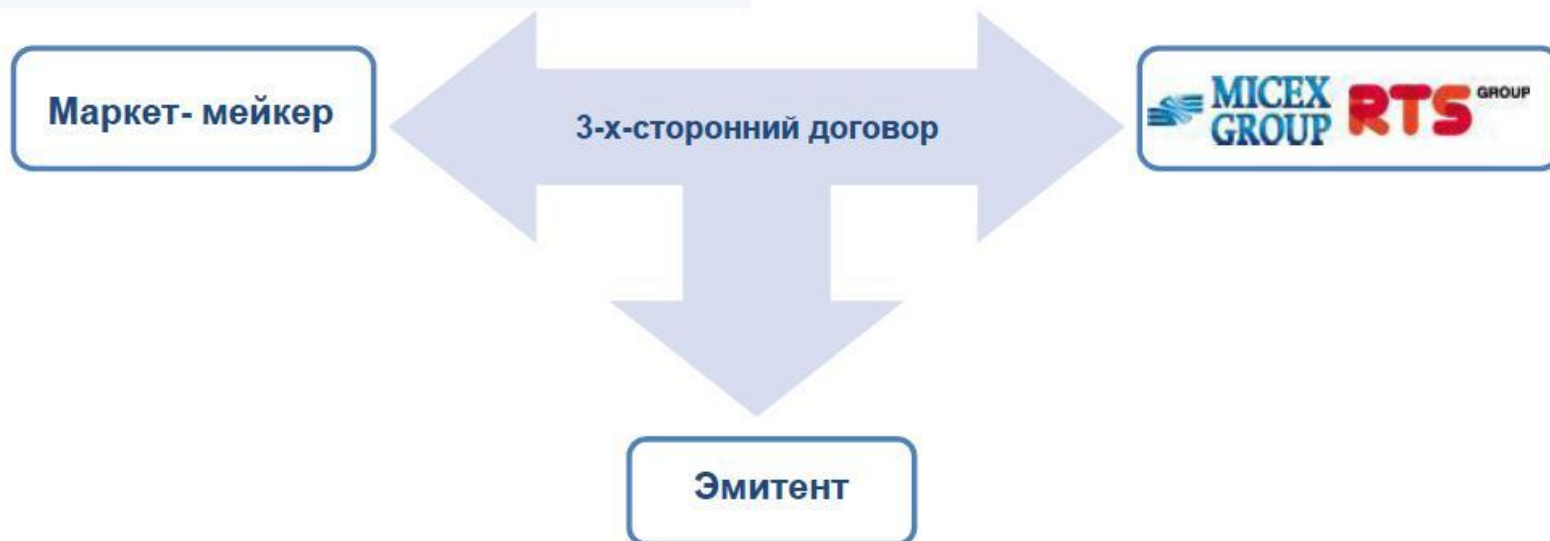 Маркет- мейкер
3-х-сторонний договор
MICEX
GROUP
RTS GROUP
Эмитент